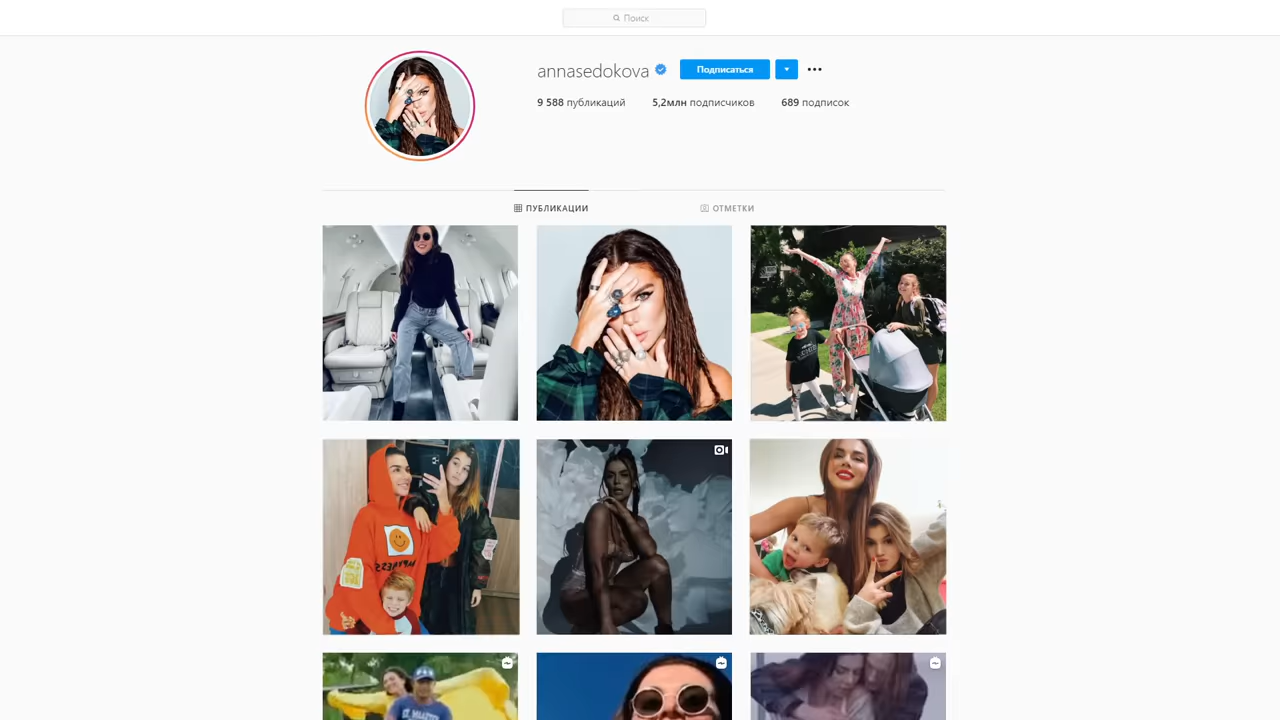 Поиск
annasedokova
Подписаться
9 588 публикаций
5,2млн подписчиков
689 подписок
ПУБЛИКАЦИИ
ОТМЕТКИ